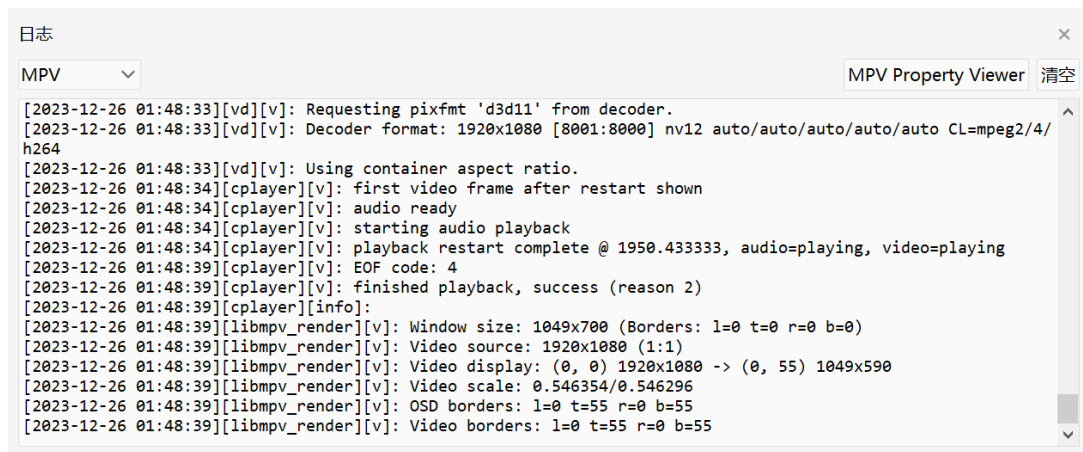 日志
MPV
MPV Property Viewer
清空
[2023-12-26 01:48:33][vd][v]: Requesting pixfmt 'd3d11' from decoder.
[2023-12-26 01:48:33][vd][v]: Decoder format: 1920x1080 [8001:8000] nv12 auto/auto/auto/auto/auto CL=mpeg2/4/
h264
[2023-12-26 01:48:33][vd][v]: Using container aspect ratio.
[2023-12-26 01:48:34][cplayer][v]: first video frame after restart shown
[2023-12-26 01:48:34][cplayer][v]: audio ready
[2023-12-26 01:48:34][cplayer][v]: starting audio playback
[2023-12-26 01:48:34][cplayer][v]: playback restart complete @ 1950.433333, audio=playing, video=playing
[2023-12-26 01:48:39][cplayer][v]: EOF code: 4
[2023-12-26 01:48:39][cplayer][v]: finished playback, success (reason 2)
[2023-12-26 01:48:39][cplayer][info]:
[2023-12-26 01:48:39][libmpv_render][v]: Window size: 1049x700 (Borders: l=0 t=0 r=0 b=0)
[2023-12-26 01:48:39][libmpv_render][v]: Video source: 1920x1080 (1:1)
[2023-12-26 01:48:39][libmpv_render][v]: Video display: (0, 0) 1920x1080 -> (0, 55) 1049x590
[2023-12-26 01:48:39][libmpv_render][v]: Video scale: 0.546354/0.546296
[2023-12-26 01:48:39][libmpv_render][v]: OSD borders: l=0 t=55 r=0 b=55
[2023-12-26 01:48:39][libmpv_render][v]: Video borders: l=0 t=55 r=0 b=55